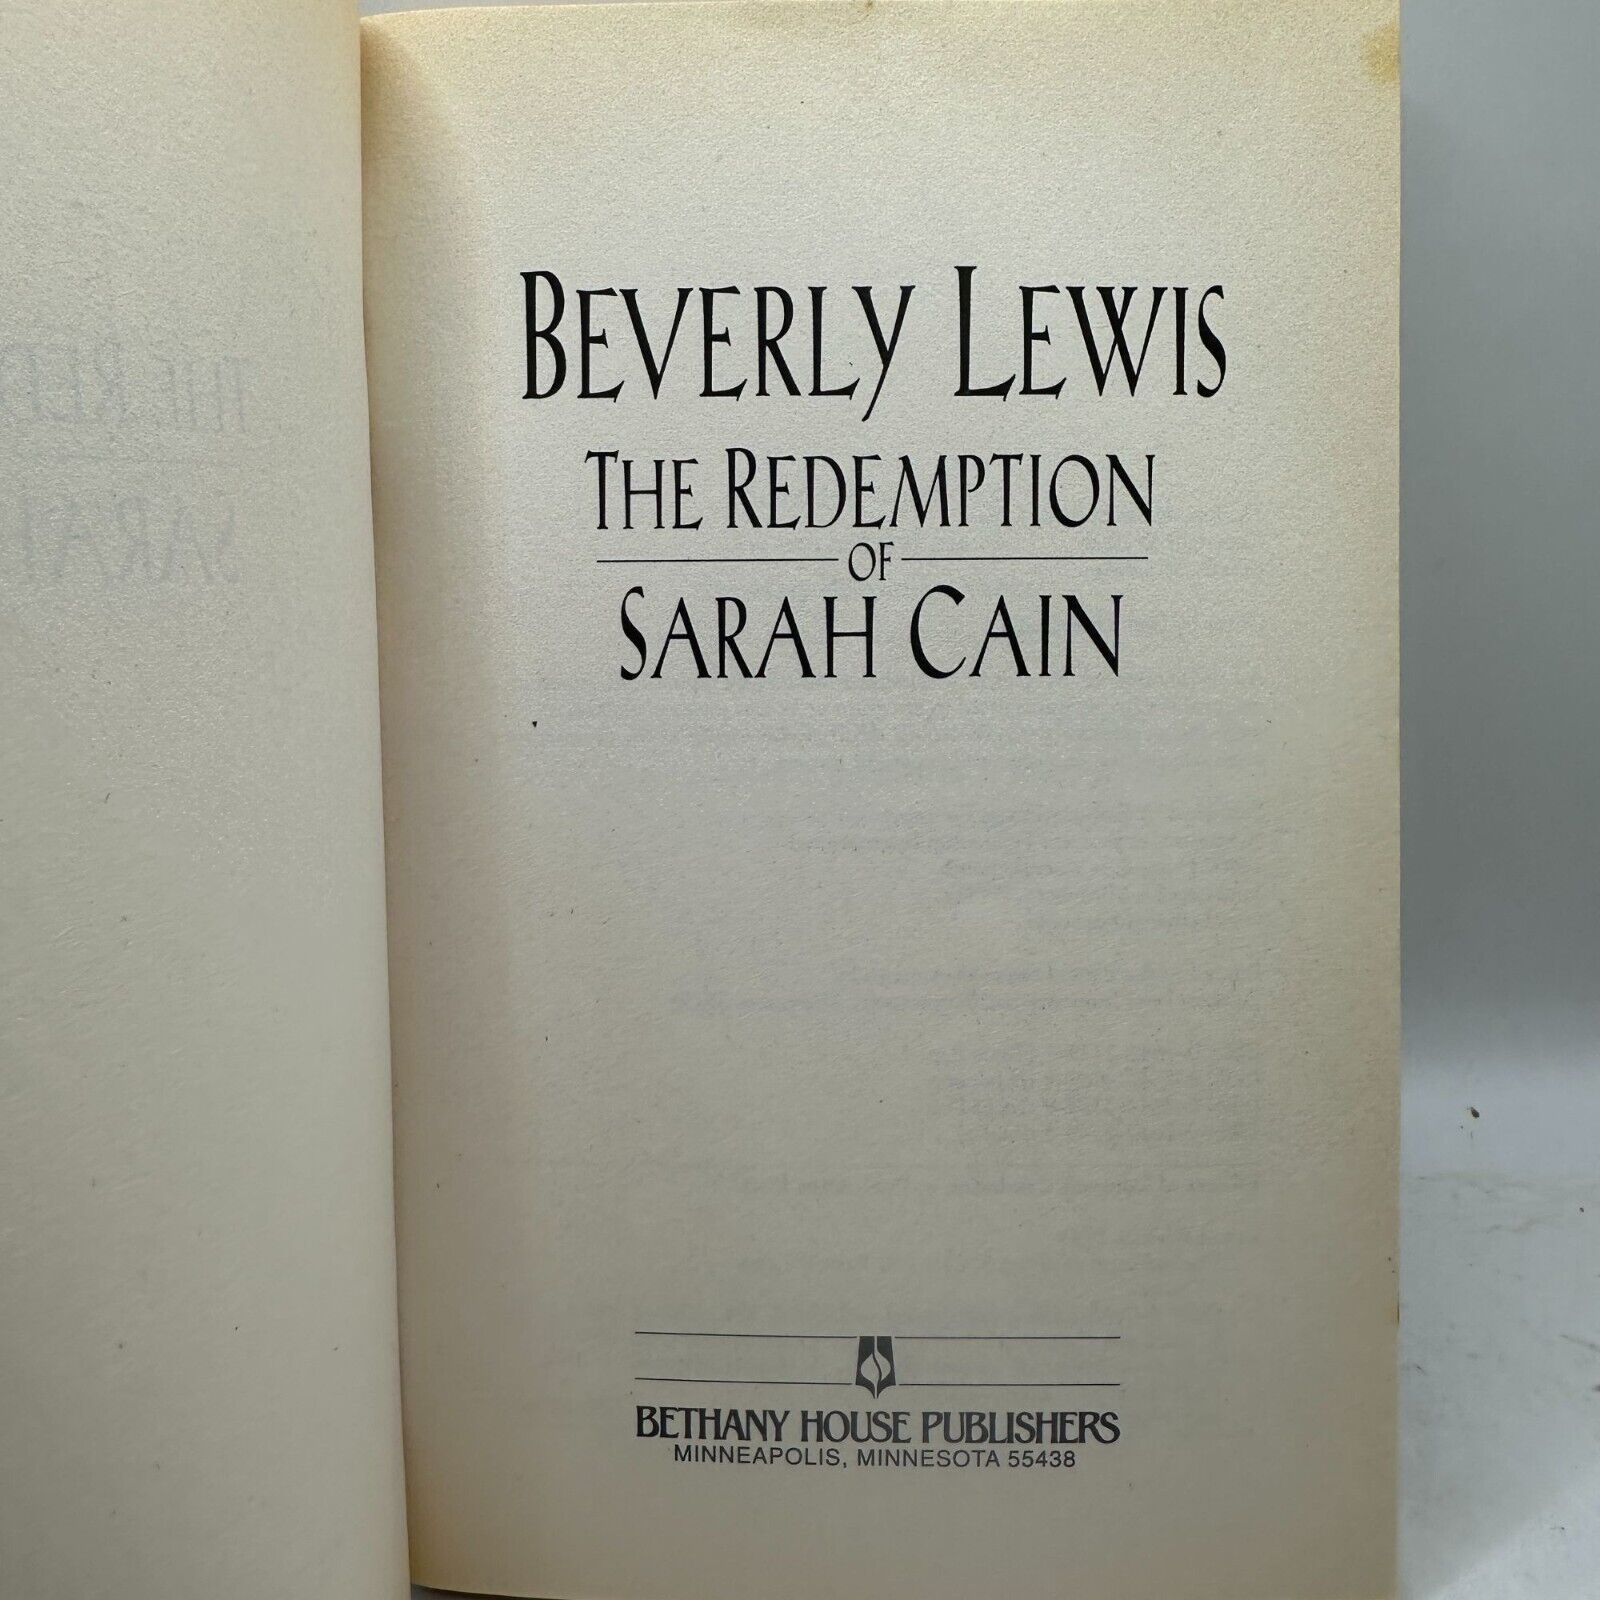 BEVERLY LEWIS
THE REDEMPTION
OF
SARAH CAIN
BETHANY HOUSE PUBLISHERS
MINNEAPOLIS, MINNESOTA 55438